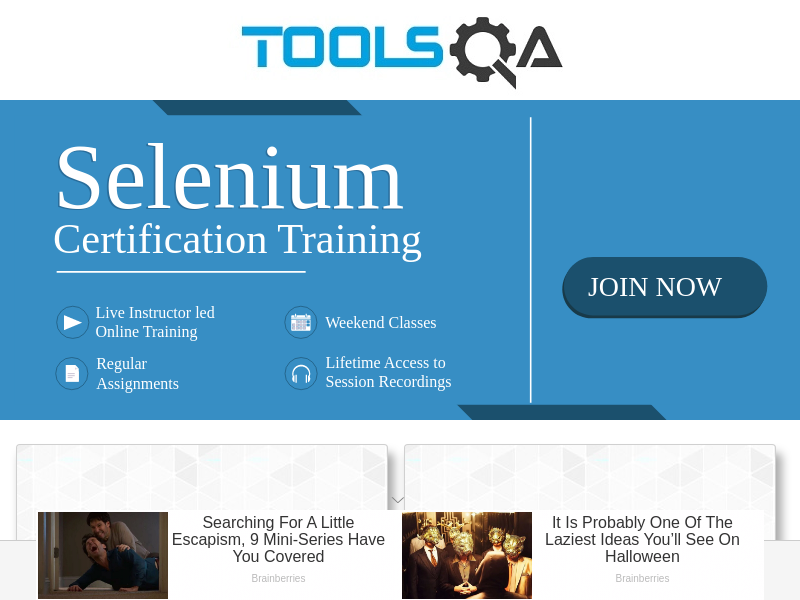 TOOLSQA
Selenium
Certification Training
JOIN NOW
Live Instructor led
Online Training
Weekend Classes
Regular
Assignments
Lifetime Access to
Session Recordings
Searching For A Little
Escapism, 9 Mini-Series Have
You Covered
Brainberries
It Is Probably One Of The
Laziest Ideas You'll See On
Halloween
Brainberries